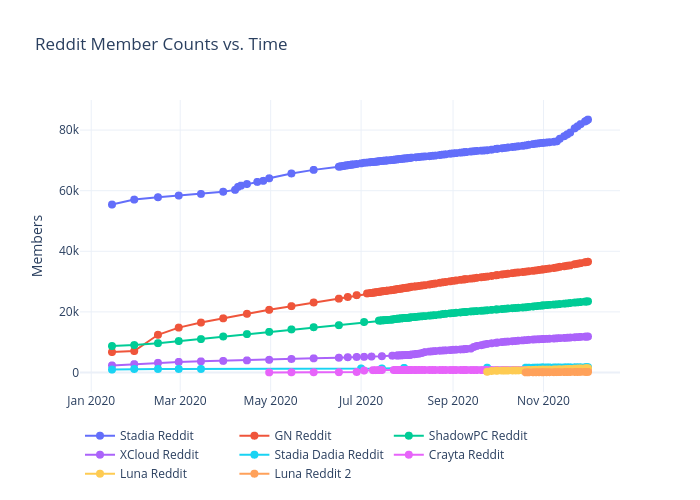 Reddit Member Counts vs. Time
Members
80k
60k
40k
20k
0
Jan 2020 Mar 2020 May 2020 Jul 2020 Sep 2020 Nov 2020
Stadia Reddit GN Reddit ShadowPC Reddit
XCloud Reddit Stadia Dadia Reddit Crayta Reddit
Luna Reddit Luna Reddit 2